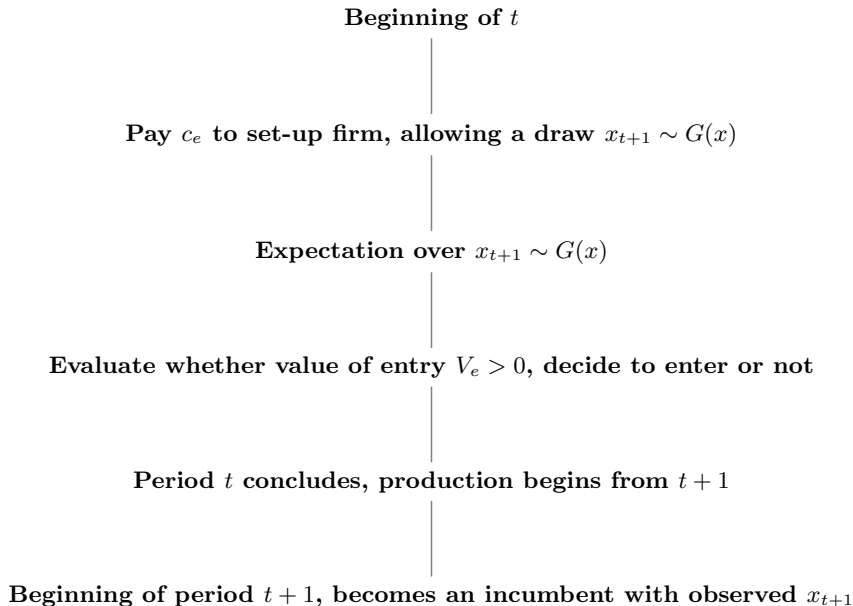 Beginning of t
Pay c_e to set-up firm, allowing a draw x_{t+1} ∼ G(x)
Expectation over x_{t+1} ∼ G(x)
Evaluate whether value of entry V_e > 0, decide to enter or not
Period t concludes, production begins from t + 1
Beginning of period t + 1, becomes an incumbent with observed x_{t+1}